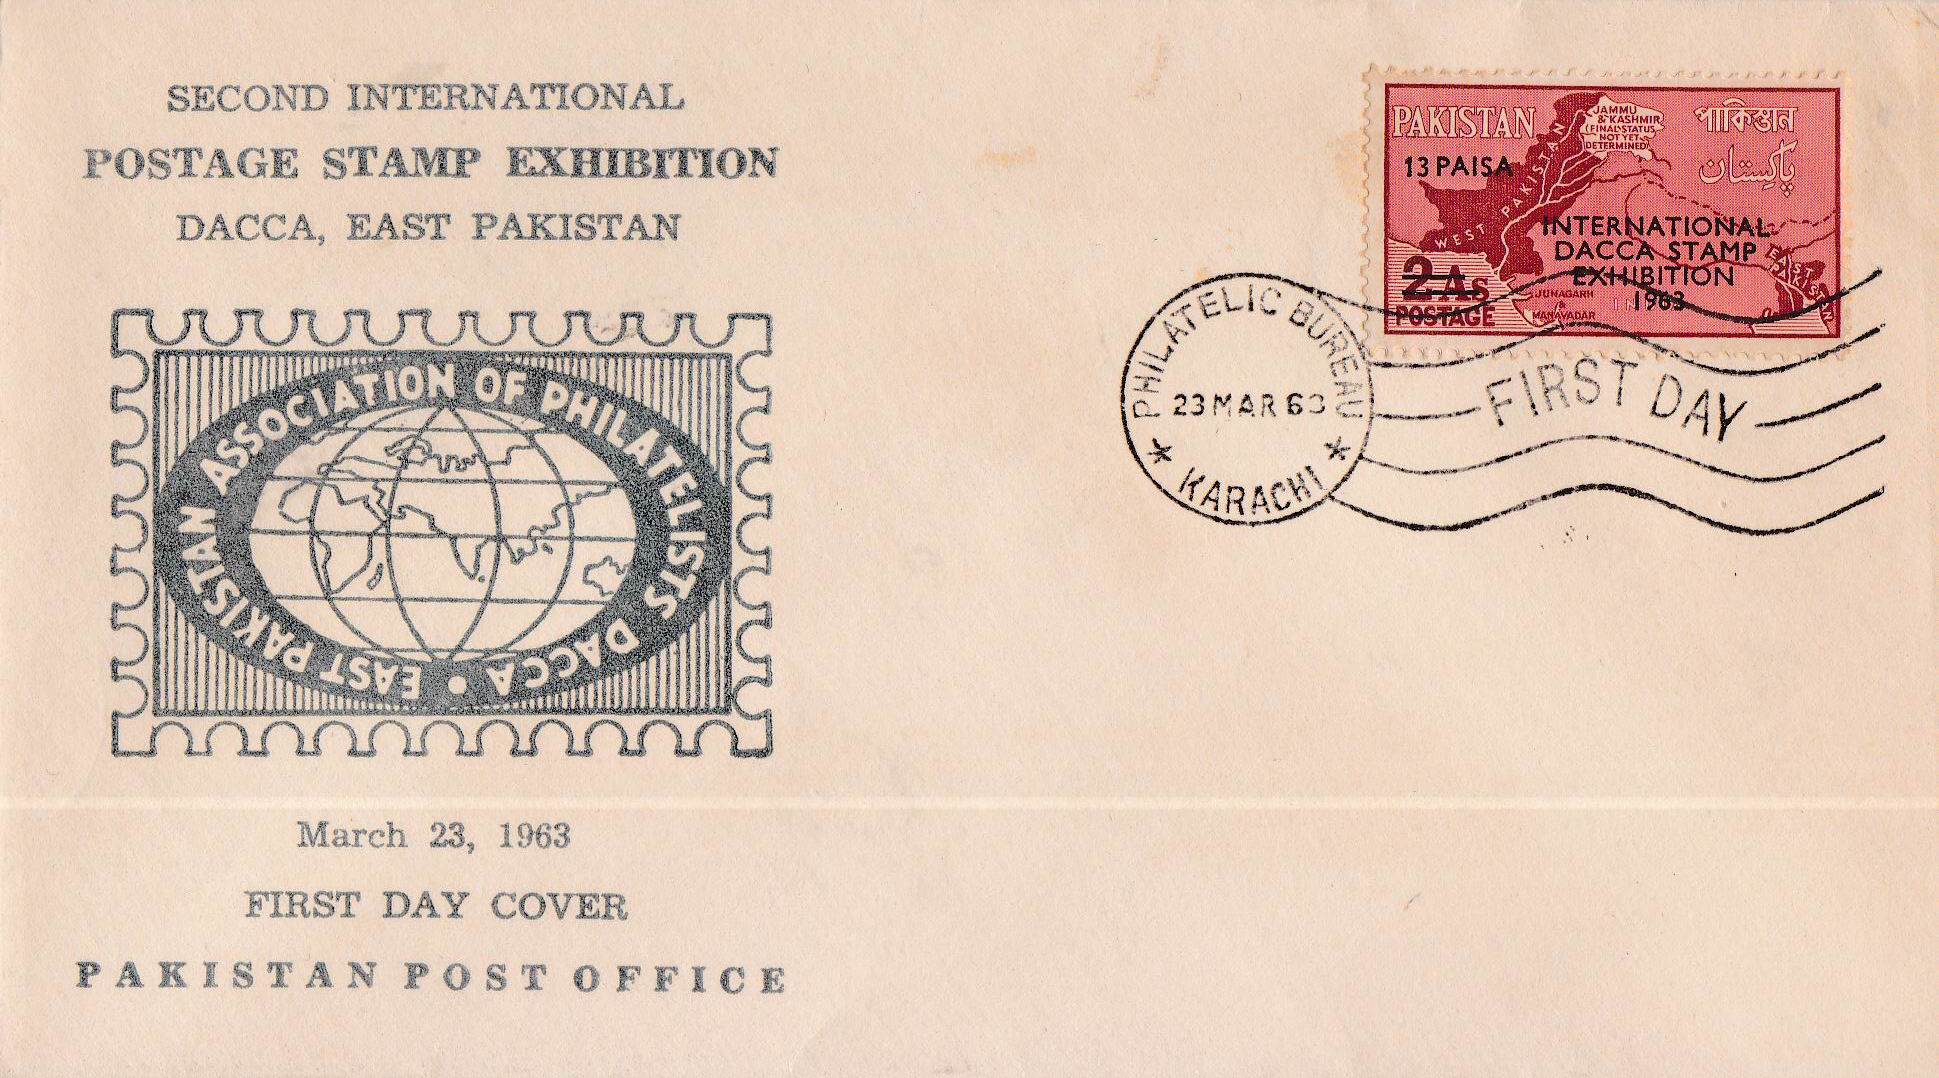 SECOND INTERNATIONAL
POSTAGE STAMP EXHIBITION
DACCA, EAST PAKISTAN
EAST PAKISTAN ASSOCIATION OF PHILATELISTS DACCA •
March 23, 1963
FIRST DAY COVER
PAKISTAN POST OFFICE
PAKISTAN
পাকিস্তান
پاکستان
JAMMU
& KASHMIR
(FINAL STATUS
NOT YET
DETERMINED)
13 PAISA
WEST PAKISTAN
INTERNATIONAL
DACCA STAMP
EXHIBITION
1963
EAST
PAKISTAN
2 As
POSTAGE
JUNAGARH
&
MANAVADAR
PHILATELIC BUREAU
23 MAR 63
* KARACHI *
FIRST DAY